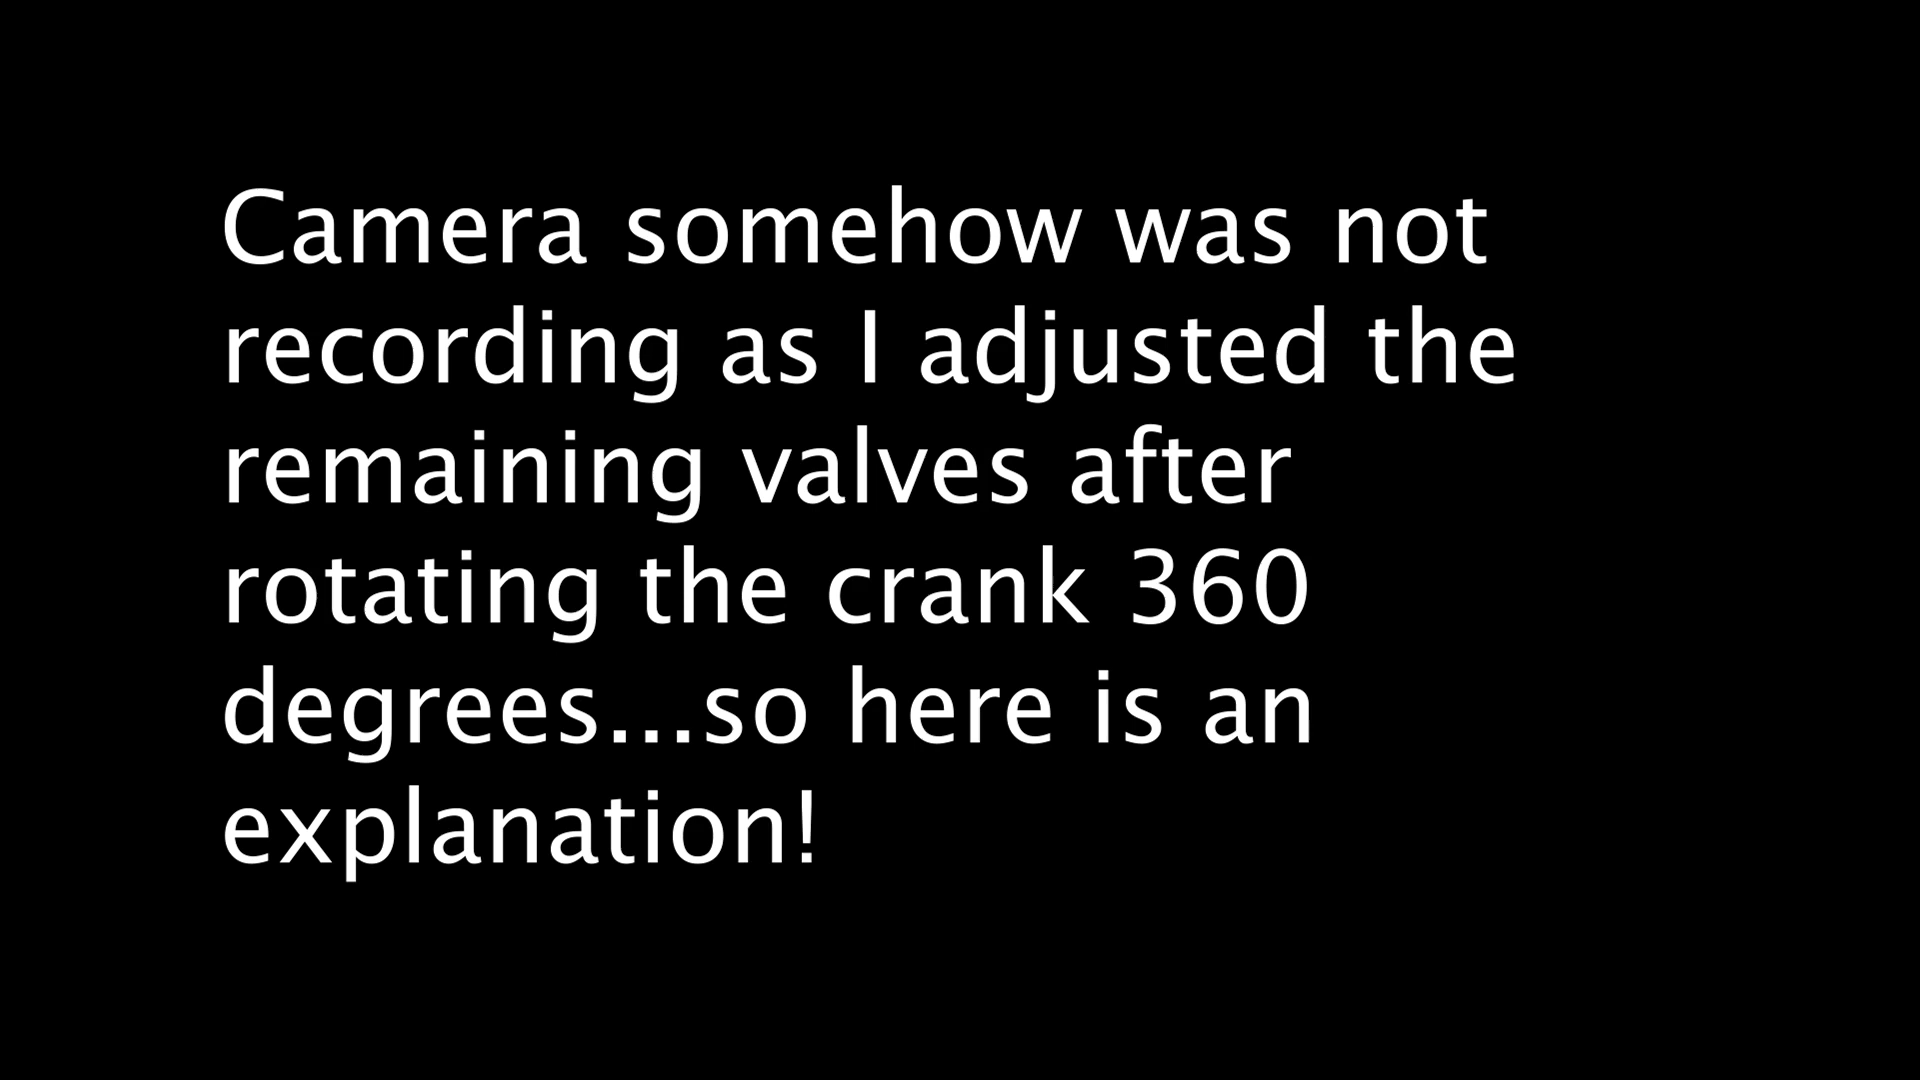 Camera somehow was not
recording as I adjusted the
remaining valves after
rotating the crank 360
degrees...so here is an
explanation!